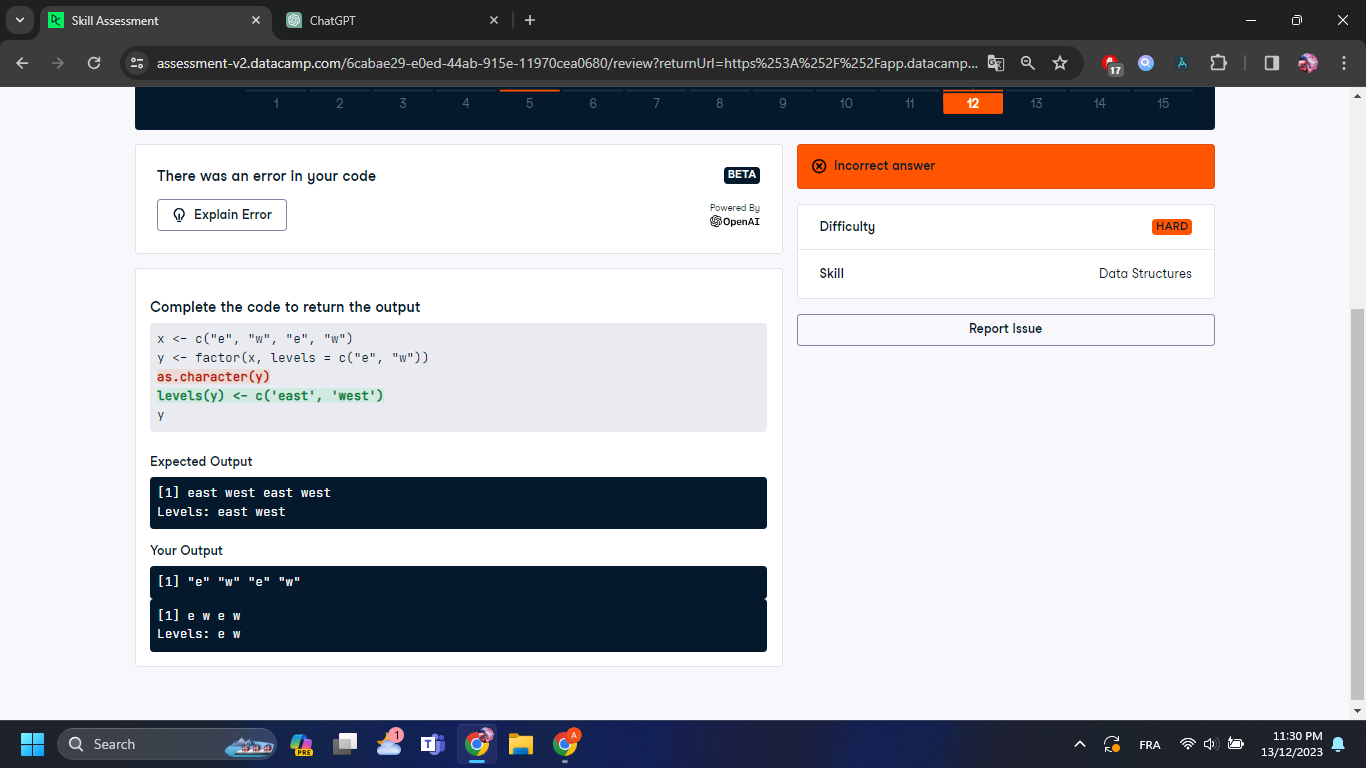 Skill Assessment
ChatGPT
assessment-v2.datacamp.com/6cabae29-e0ed-44ab-915e-11970cea0680/review?returnUrl=https%253A%252F%252Fapp.datacamp...
17
1 2 3 4 5 6 7 8 9 10 11 12 13 14 15
There was an error in your code
BETA
Explain Error
Powered By
OpenAI
Incorrect answer
Difficulty
HARD
Skill
Data Structures
Report Issue
Complete the code to return the output
x <- c("e", "w", "e", "w")
y <- factor(x, levels = c("e", "w"))
as.character(y)
levels(y) <- c('east', 'west')
y
Expected Output
[1] east west east west
Levels: east west
Your Output
[1] "e" "w" "e" "w"
[1] e w e w
Levels: e w
Search
PRE
1
A
FRA
11:30 PM
13/12/2023